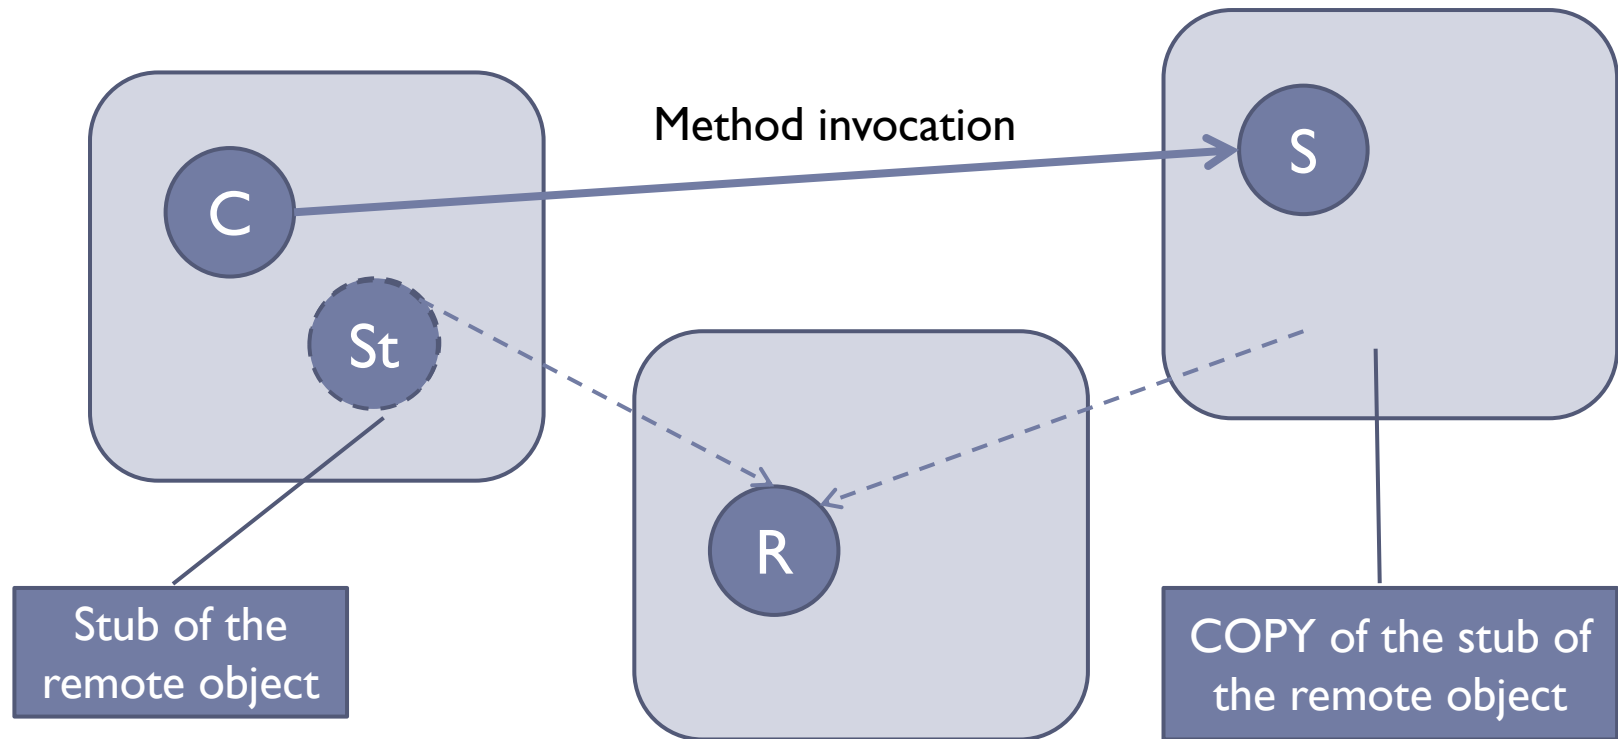 Method invocation
C
S
St
R
Stub of the
remote object
COPY of the stub of
the remote object